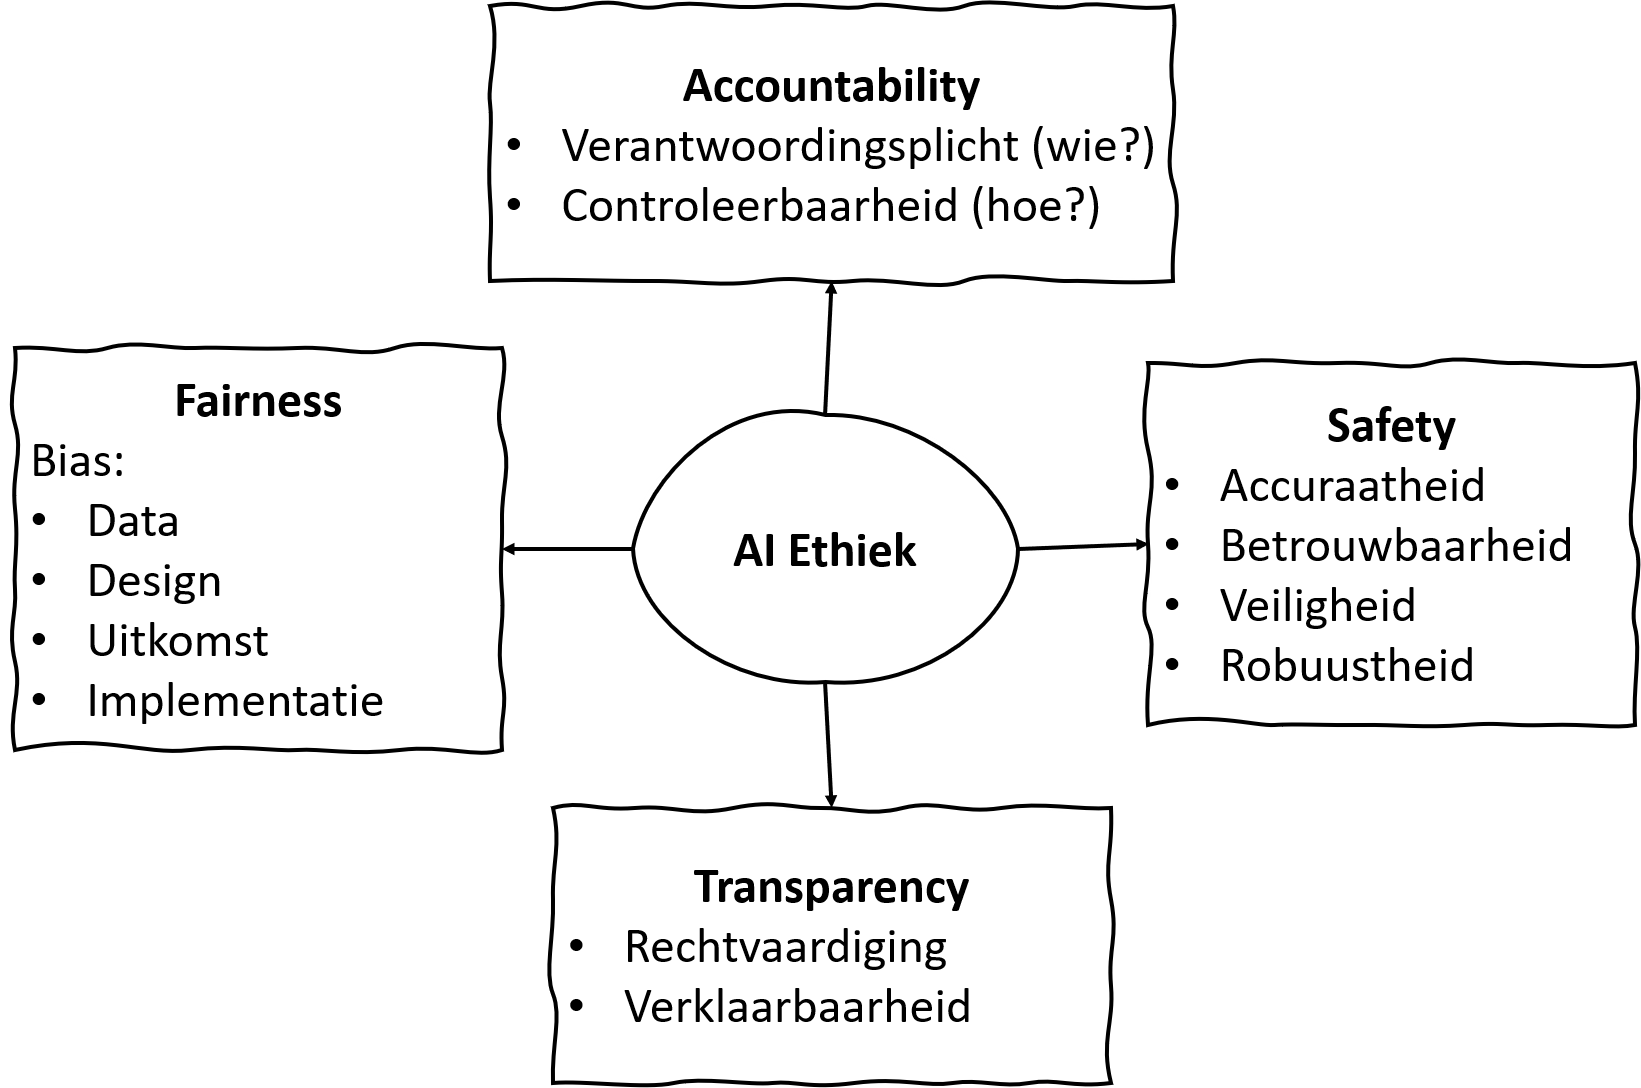 Accountability
• Verantwoordingsplicht (wie?)
• Controleerbaarheid (hoe?)
Fairness
Bias:
• Data
• Design
• Uitkomst
• Implementatie
AI Ethiek
Safety
• Accuraatheid
• Betrouwbaarheid
• Veiligheid
• Robuustheid
Transparency
• Rechtvaardiging
• Verklaarbaarheid